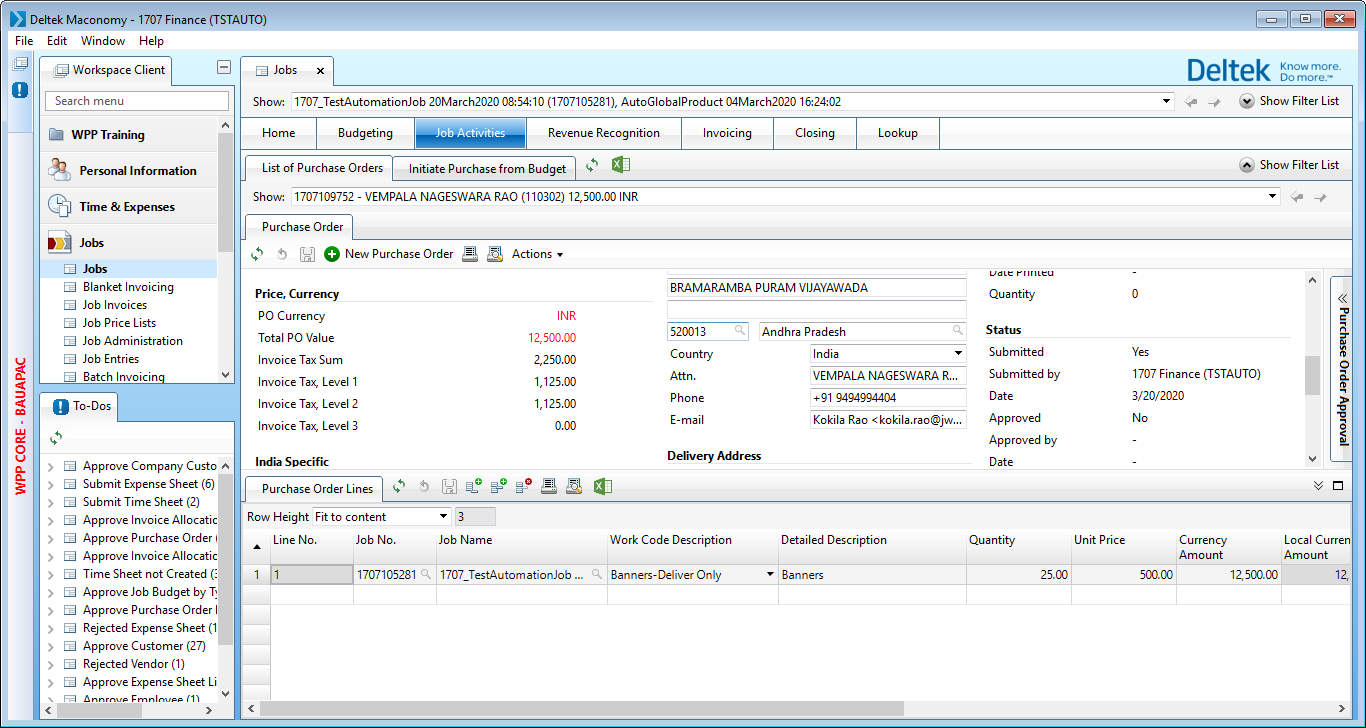 Deltek Maconomy - 1707 Finance (TSTAUTO)
File Edit Window Help
WPP CORE - BAUAPAC
Workspace Client
Search menu
WPP Training
Personal Information
Time & Expenses
Jobs
Jobs
Blanket Invoicing
Job Invoices
Job Price Lists
Job Administration
Job Entries
Batch Invoicing
To-Dos
Approve Company Custo
Submit Expense Sheet (6)
Submit Time Sheet (2)
Approve Invoice Allocatic
Approve Purchase Order (
Approve Invoice Allocatic
Time Sheet not Created (3
Approve Job Budget by Ty
Approve Purchase Order l
Rejected Expense Sheet (1
Approve Customer (27)
Rejected Vendor (1)
Approve Expense Sheet Li
Approve Employee (1)
Jobs
Deltek Know more. Do more.™
Show: 1707_TestAutomationJob 20March2020 08:54:10 (1707105281), AutoGlobalProduct 04March2020 16:24:02 Show Filter List
Home Budgeting Job Activities Revenue Recognition Invoicing Closing Lookup
List of Purchase Orders Initiate Purchase from Budget Show Filter List
Show: 1707109752 - VEMPALA NAGESWARA RAO (110302) 12,500.00 INR
Purchase Order
New Purchase Order Actions
Price, Currency
PO Currency INR
Total PO Value 12,500.00
Invoice Tax Sum 2,250.00
Invoice Tax, Level 1 1,125.00
Invoice Tax, Level 2 1,125.00
Invoice Tax, Level 3 0.00
India Specific
BRAMARAMBA PURAM VIJAYAWADA
520013 Andhra Pradesh
Country India
Attn. VEMPALA NAGESWARA R...
Phone +91 9494994404
E-mail Kokila Rao <kokila.rao@jw...
Delivery Address
Date Printed -
Quantity 0
Status
Submitted Yes
Submitted by 1707 Finance (TSTAUTO)
Date 3/20/2020
Approved No
Approved by -
Date -
Purchase Order Approval
Purchase Order Lines
Row Height Fit to content 3
Line No. Job No. Job Name Work Code Description Detailed Description Quantity Unit Price Currency Amount Local Curren Amount
1 1 1707105281 1707_TestAutomationJob ... Banners-Deliver Only Banners 25.00 500.00 12,500.00 12,